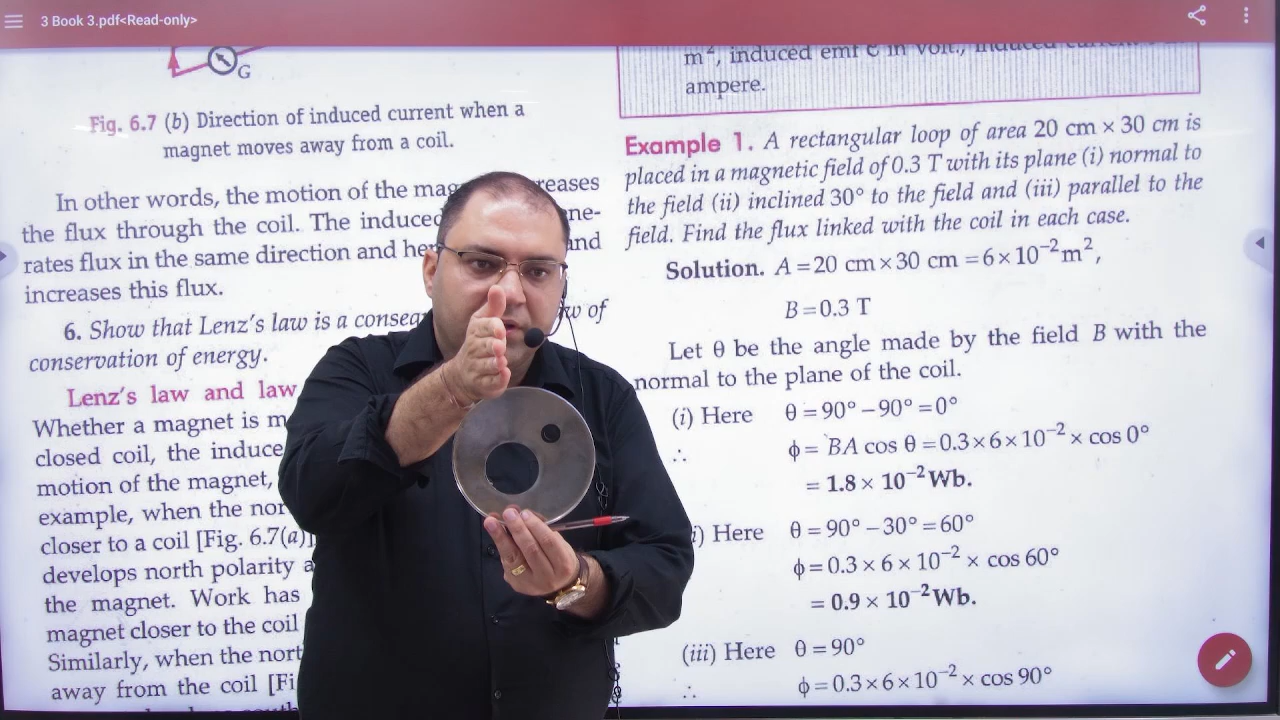 3 Book 3.pdf<Read-only>
G
Fig. 6.7 (b) Direction of induced current when a
magnet moves away from a coil.
In other words, the motion of the mag reases
the flux through the coil. The induced ene-
rates flux in the same direction and and
increases this flux.
6. Show that Lenz's law is a of
conservation of energy.
Lenz's law and law
Whether a magnet is
closed coil, the
motion of the magnet,
example, when the
closer to a coil [Fig. 6.7(a)]
develops north polarity
the magnet. Work has
magnet closer to the coil
Similarly, when the
away from the coil
m², induced emf ℰ in volt., induced
ampere.
Example 1. A rectangular loop of area 20 cm × 30 cm is
placed in a magnetic field of 0.3 T with its plane (i) normal to
the field (ii) inclined 30° to the field and (iii) parallel to the
field. Find the flux linked with the coil in each case.
Solution. A = 20 cm × 30 cm = 6 × 10⁻² m²,
B = 0.3 T
Let θ be the angle made by the field B with the
normal to the plane of the coil.
(i) Here θ = 90° − 90° = 0°
∴ ϕ = BA cos θ = 0.3 × 6 × 10⁻² × cos 0°
= 1.8 × 10⁻² Wb.
i) Here θ = 90° − 30° = 60°
ϕ = 0.3 × 6 × 10⁻² × cos 60°
= 0.9 × 10⁻² Wb.
(iii) Here θ = 90°
∴ ϕ = 0.3 × 6 × 10⁻² × cos 90°